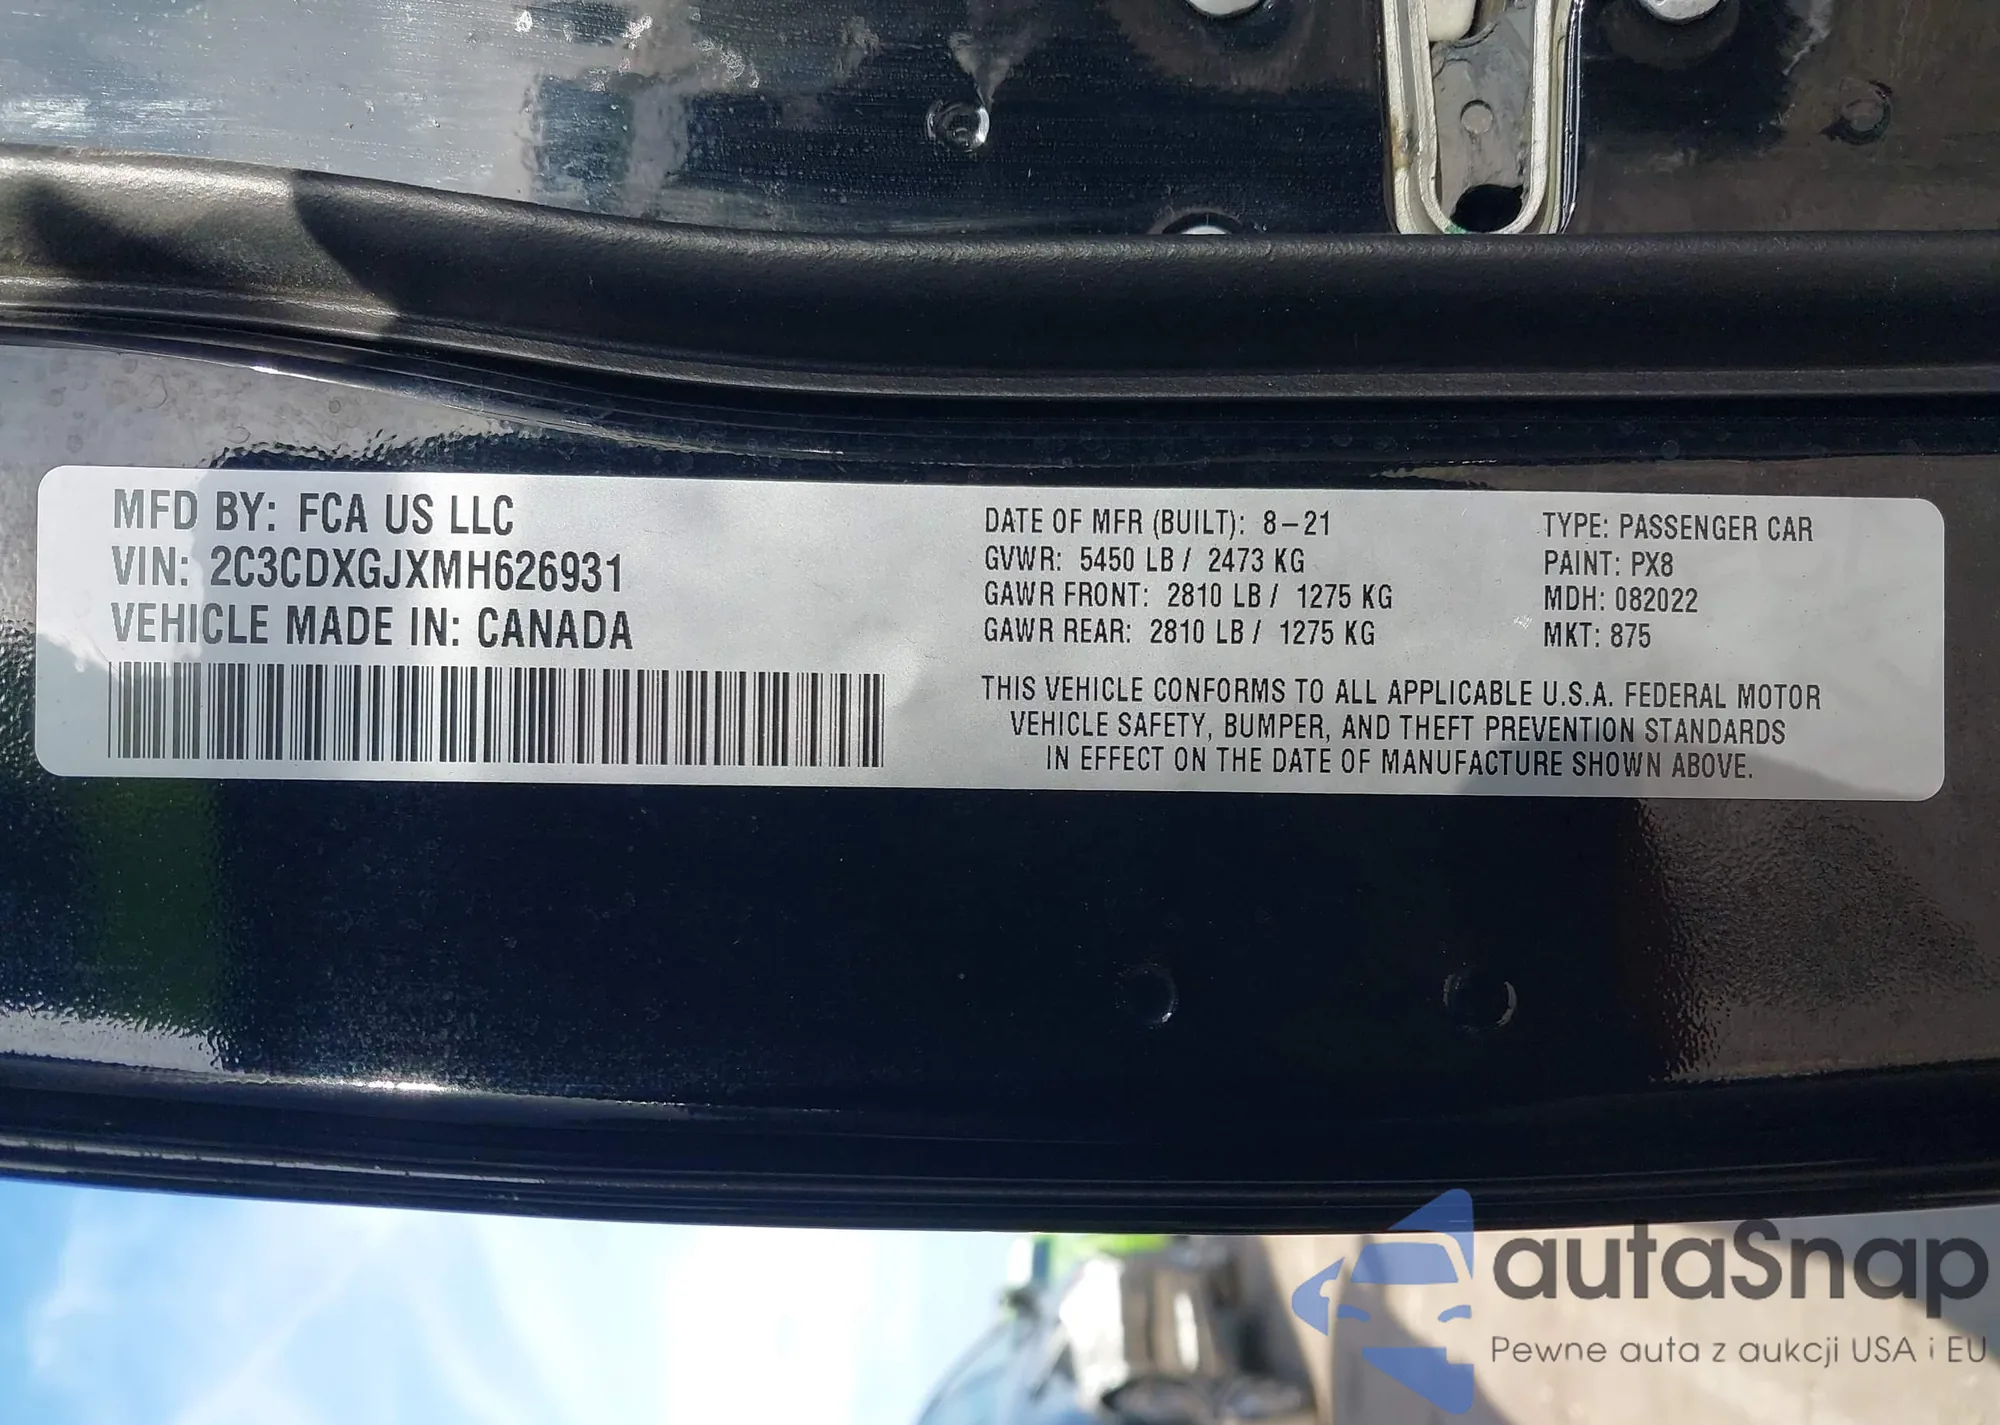 MFD BY: FCA US LLC
VIN: 2C3CDXGJXMH626931
VEHICLE MADE IN: CANADA
DATE OF MFR (BUILT): 8-21
GVWR: 5450 LB / 2473 KG
GAWR FRONT: 2810 LB / 1275 KG
GAWR REAR: 2810 LB / 1275 KG
TYPE: PASSENGER CAR
PAINT: PX8
MDH: 082022
MKT: 875
THIS VEHICLE CONFORMS TO ALL APPLICABLE U.S.A. FEDERAL MOTOR
VEHICLE SAFETY, BUMPER, AND THEFT PREVENTION STANDARDS
IN EFFECT ON THE DATE OF MANUFACTURE SHOWN ABOVE.
autaSnap
Pewne auta z aukcji USA i EU